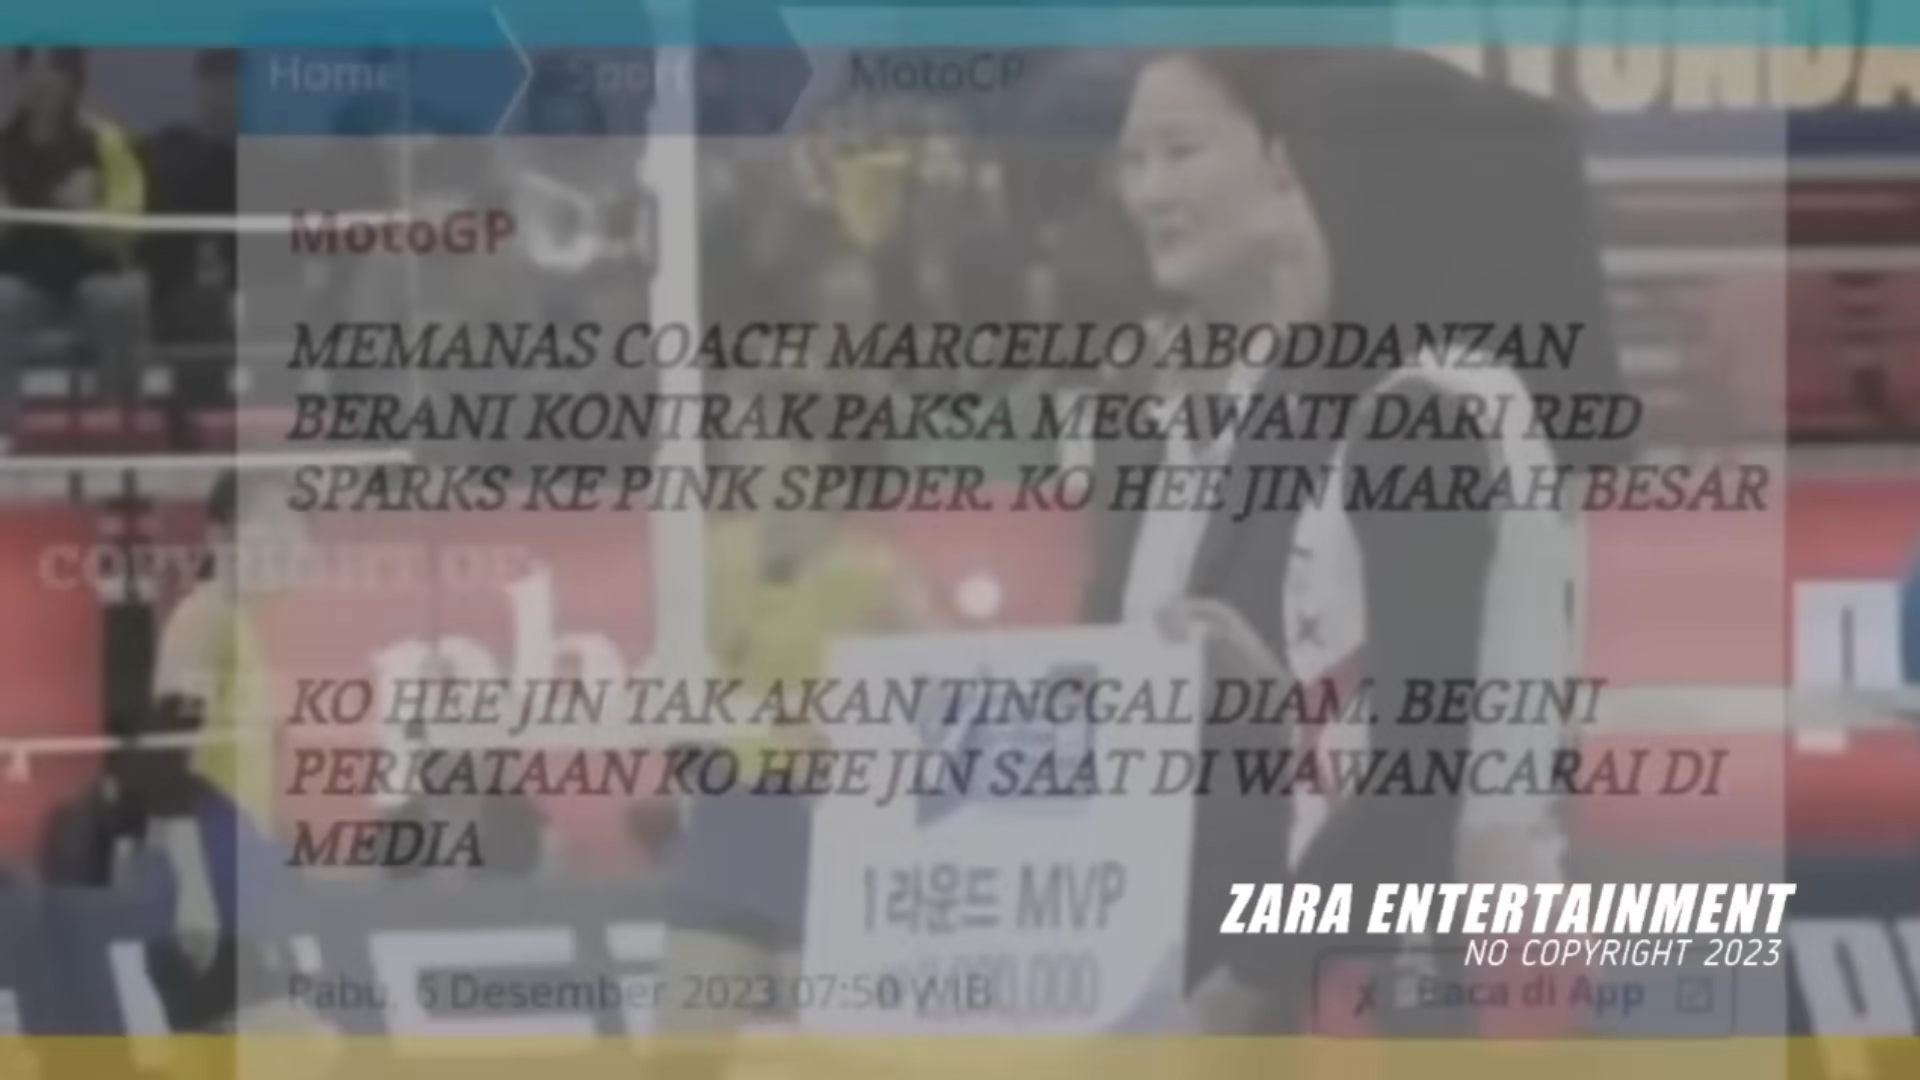 Home
Sport
MotoGP
MotoGP
MEMANAS COACH MARCELLO ABODDANZAN
BERANI KONTRAK PAKSA MEGAWATI DARI RED
SPARKS KE PINK SPIDER. KO HEE JIN MARAH BESAR
COPYRIGHT OF
KO HEE JIN TAK AKAN TINGGAL DIAM. BEGINI
PERKATAAN KO HEE JIN SAAT DI WAWANCARAI DI
MEDIA
1라운드 MVP
ZARA ENTERTAINMENT
NO COPYRIGHT 2023
Rabu, 6 Desember 2023 07:50 WIB
Baca di App